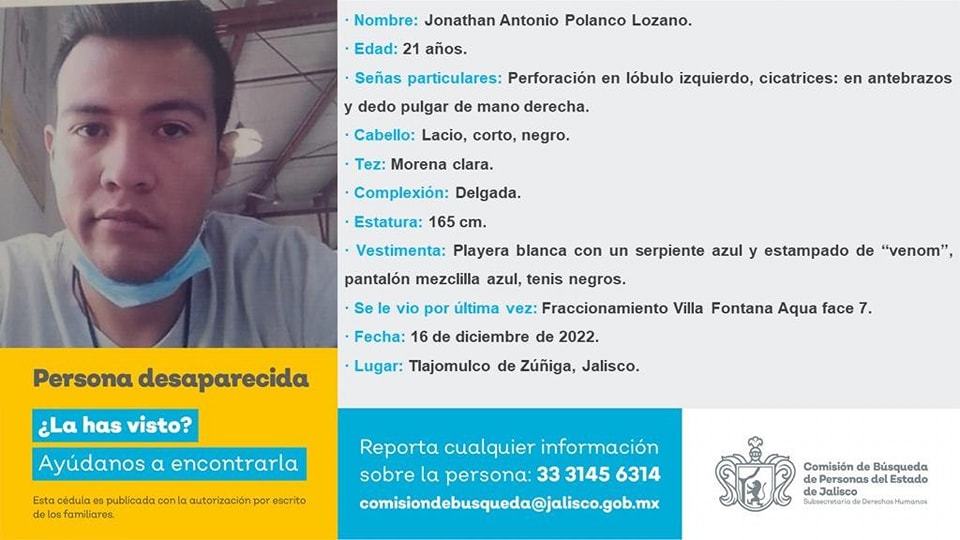 · Nombre: Jonathan Antonio Polanco Lozano.
· Edad: 21 años.
· Señas particulares: Perforación en lóbulo izquierdo, cicatrices: en antebrazos
y dedo pulgar de mano derecha.
· Cabello: Lacio, corto, negro.
· Tez: Morena clara.
· Complexión: Delgada.
· Estatura: 165 cm.
· Vestimenta: Playera blanca con un serpiente azul y estampado de “venom”,
pantalón mezclilla azul, tenis negros.
· Se le vio por última vez: Fraccionamiento Villa Fontana Aqua face 7.
· Fecha: 16 de diciembre de 2022.
· Lugar: Tlajomulco de Zúñiga, Jalisco.
Persona desaparecida
¿La has visto?
Ayúdanos a encontrarla
Esta cédula es publicada con la autorización por escrito
de los familiares.
Reporta cualquier información
sobre la persona: 33 3145 6314
comisiondebusqueda@jalisco.gob.mx
Comisión de Búsqueda
de Personas del Estado
de Jalisco
Subsecretaría de Derechos Humanos